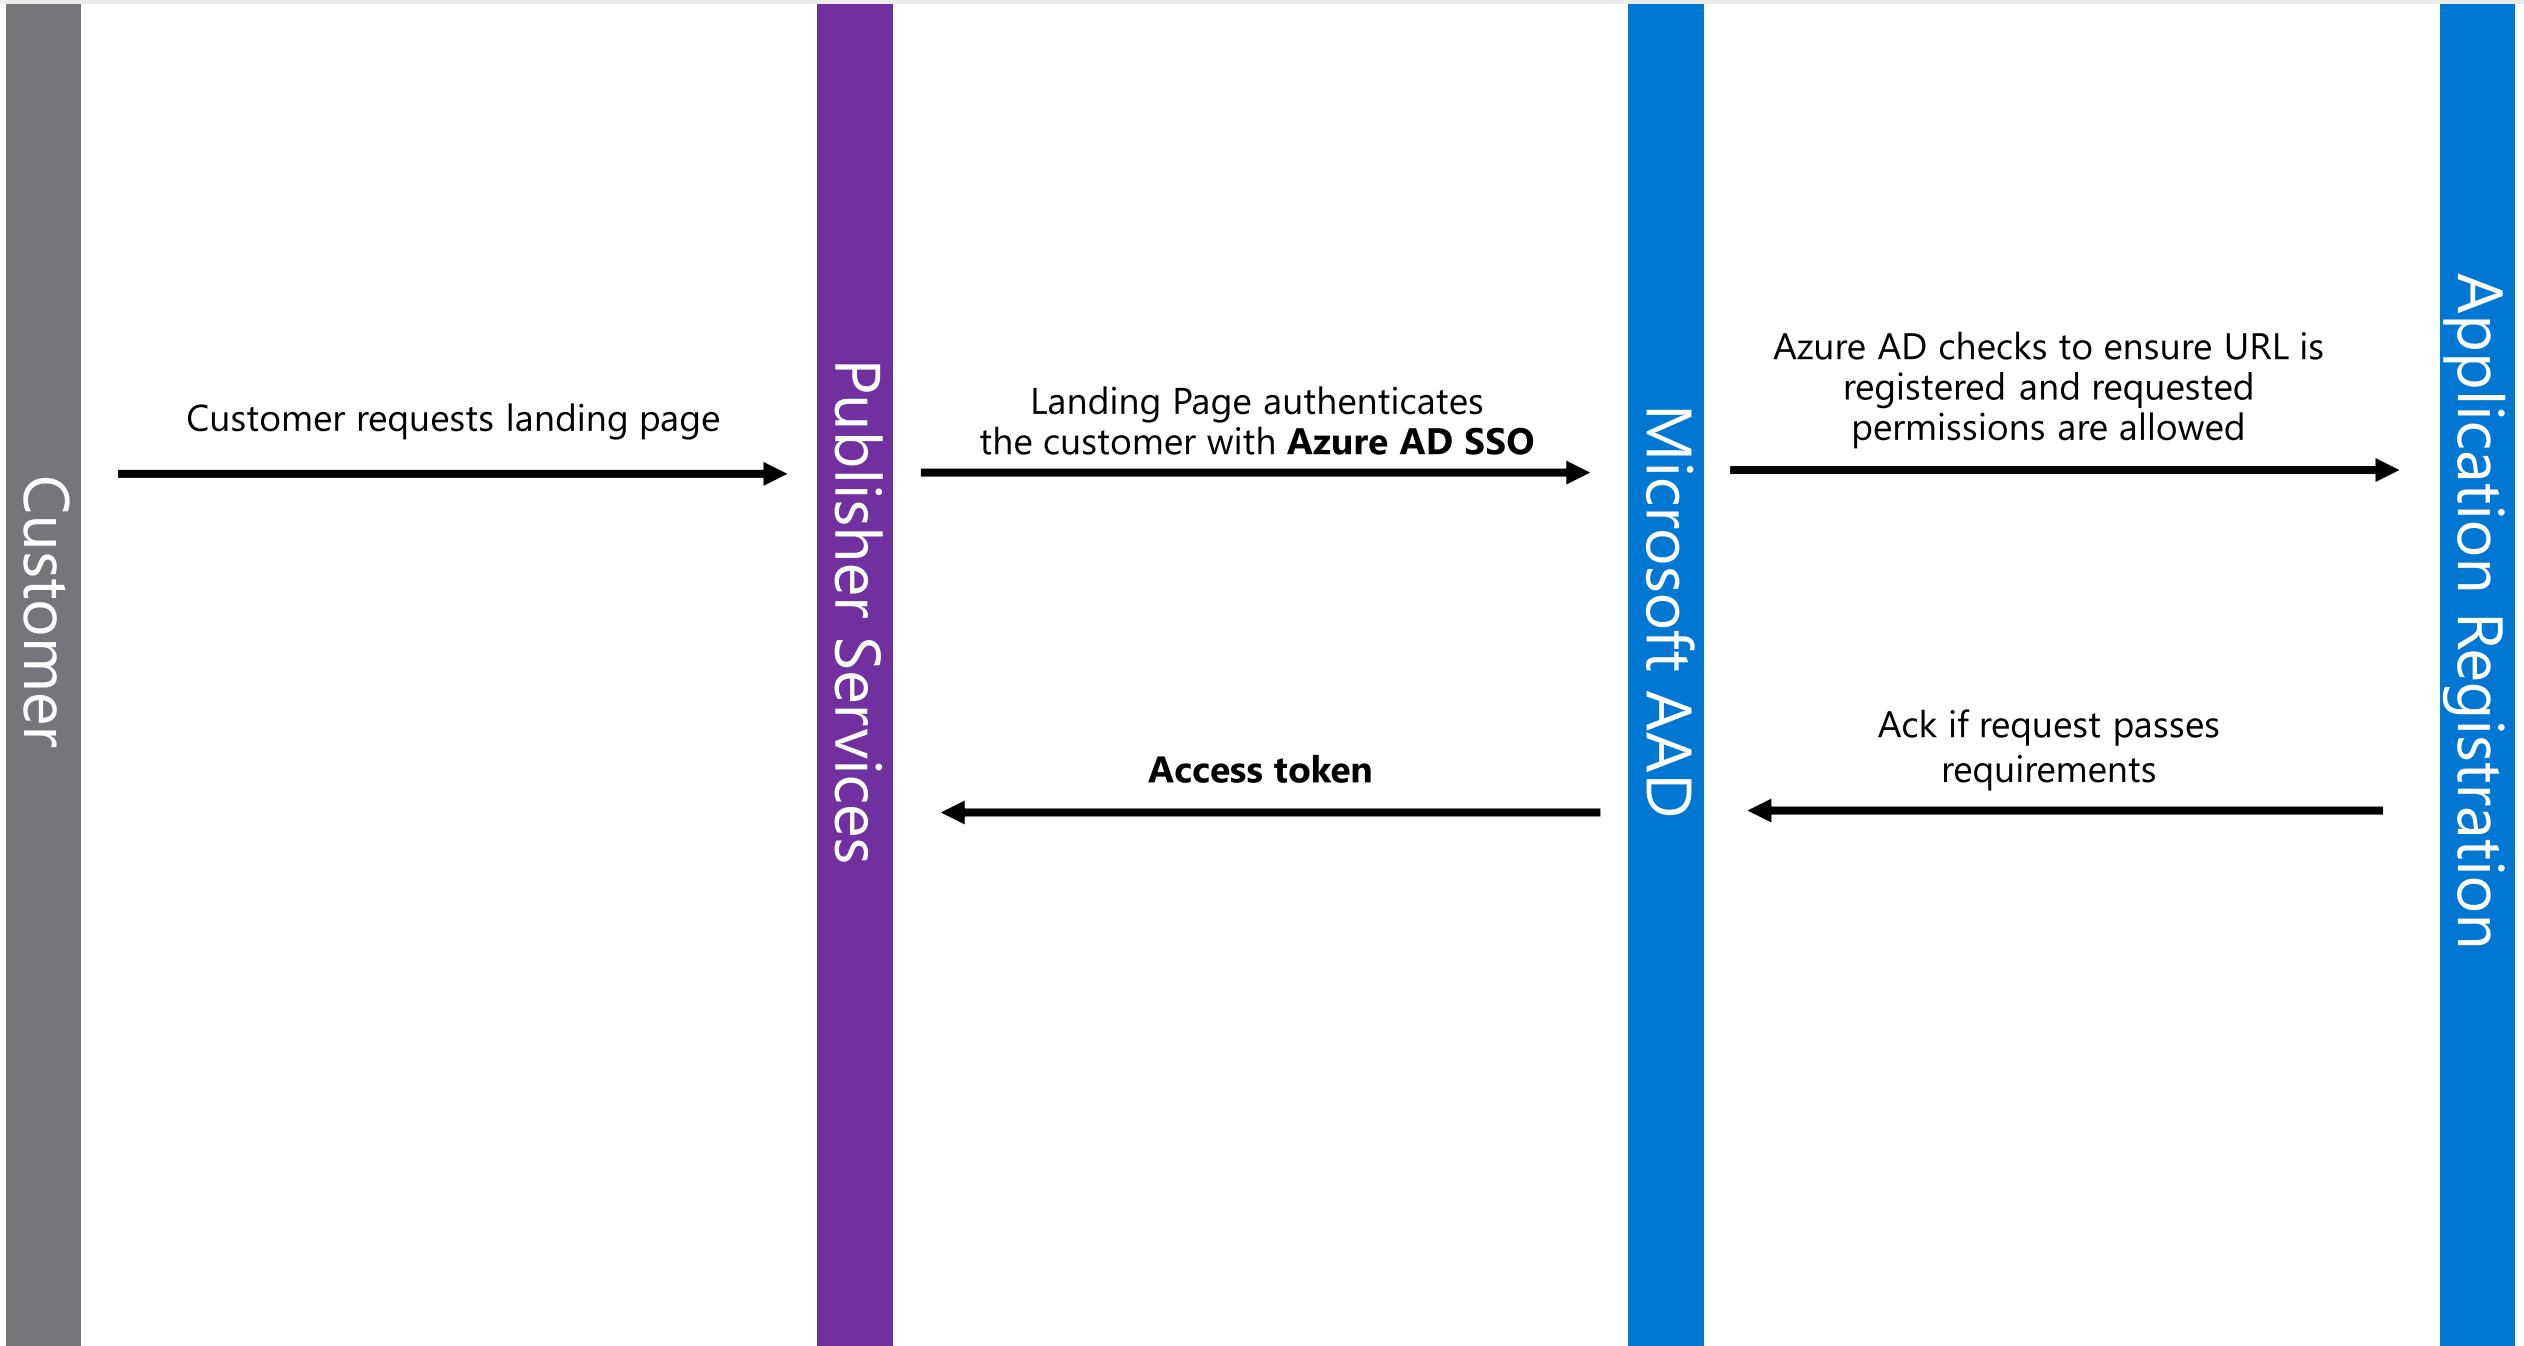 Customer
Customer requests landing page
Publisher Services
Landing Page authenticates
the customer with Azure AD SSO
Access token
Microsoft AAD
Azure AD checks to ensure URL is
registered and requested
permissions are allowed
Ack if request passes
requirements
Application Registration